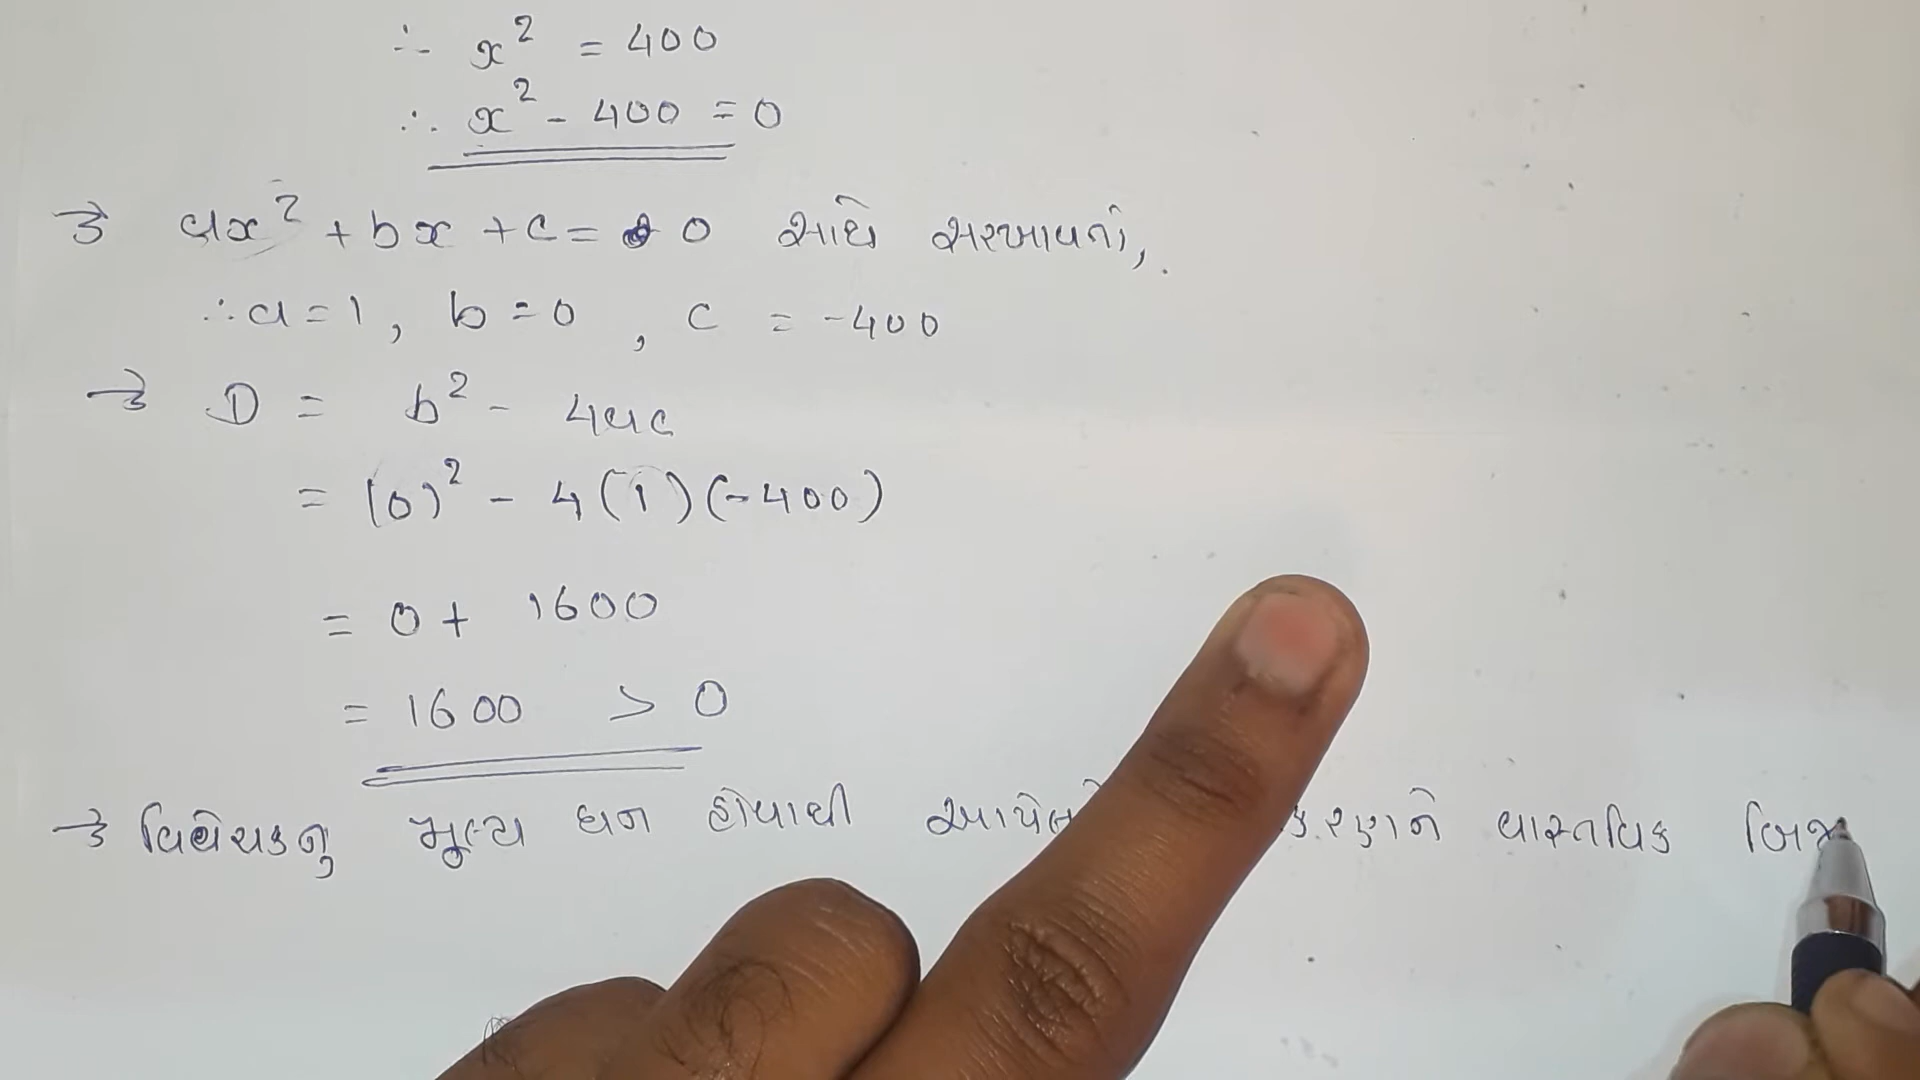 ∴ x² = 400
∴ x² - 400 = 0
→ ax² + bx + c = 0 સાથે સરખાવતાં,
∴ a = 1, b = 0, c = -400
→ D = b² - 4ac
= (0)² - 4(1)(-400)
= 0 + 1600
= 1600 > 0
→ વિવેચકનુ મુલ્ય ધન હોવાથી વાસ્તવિક